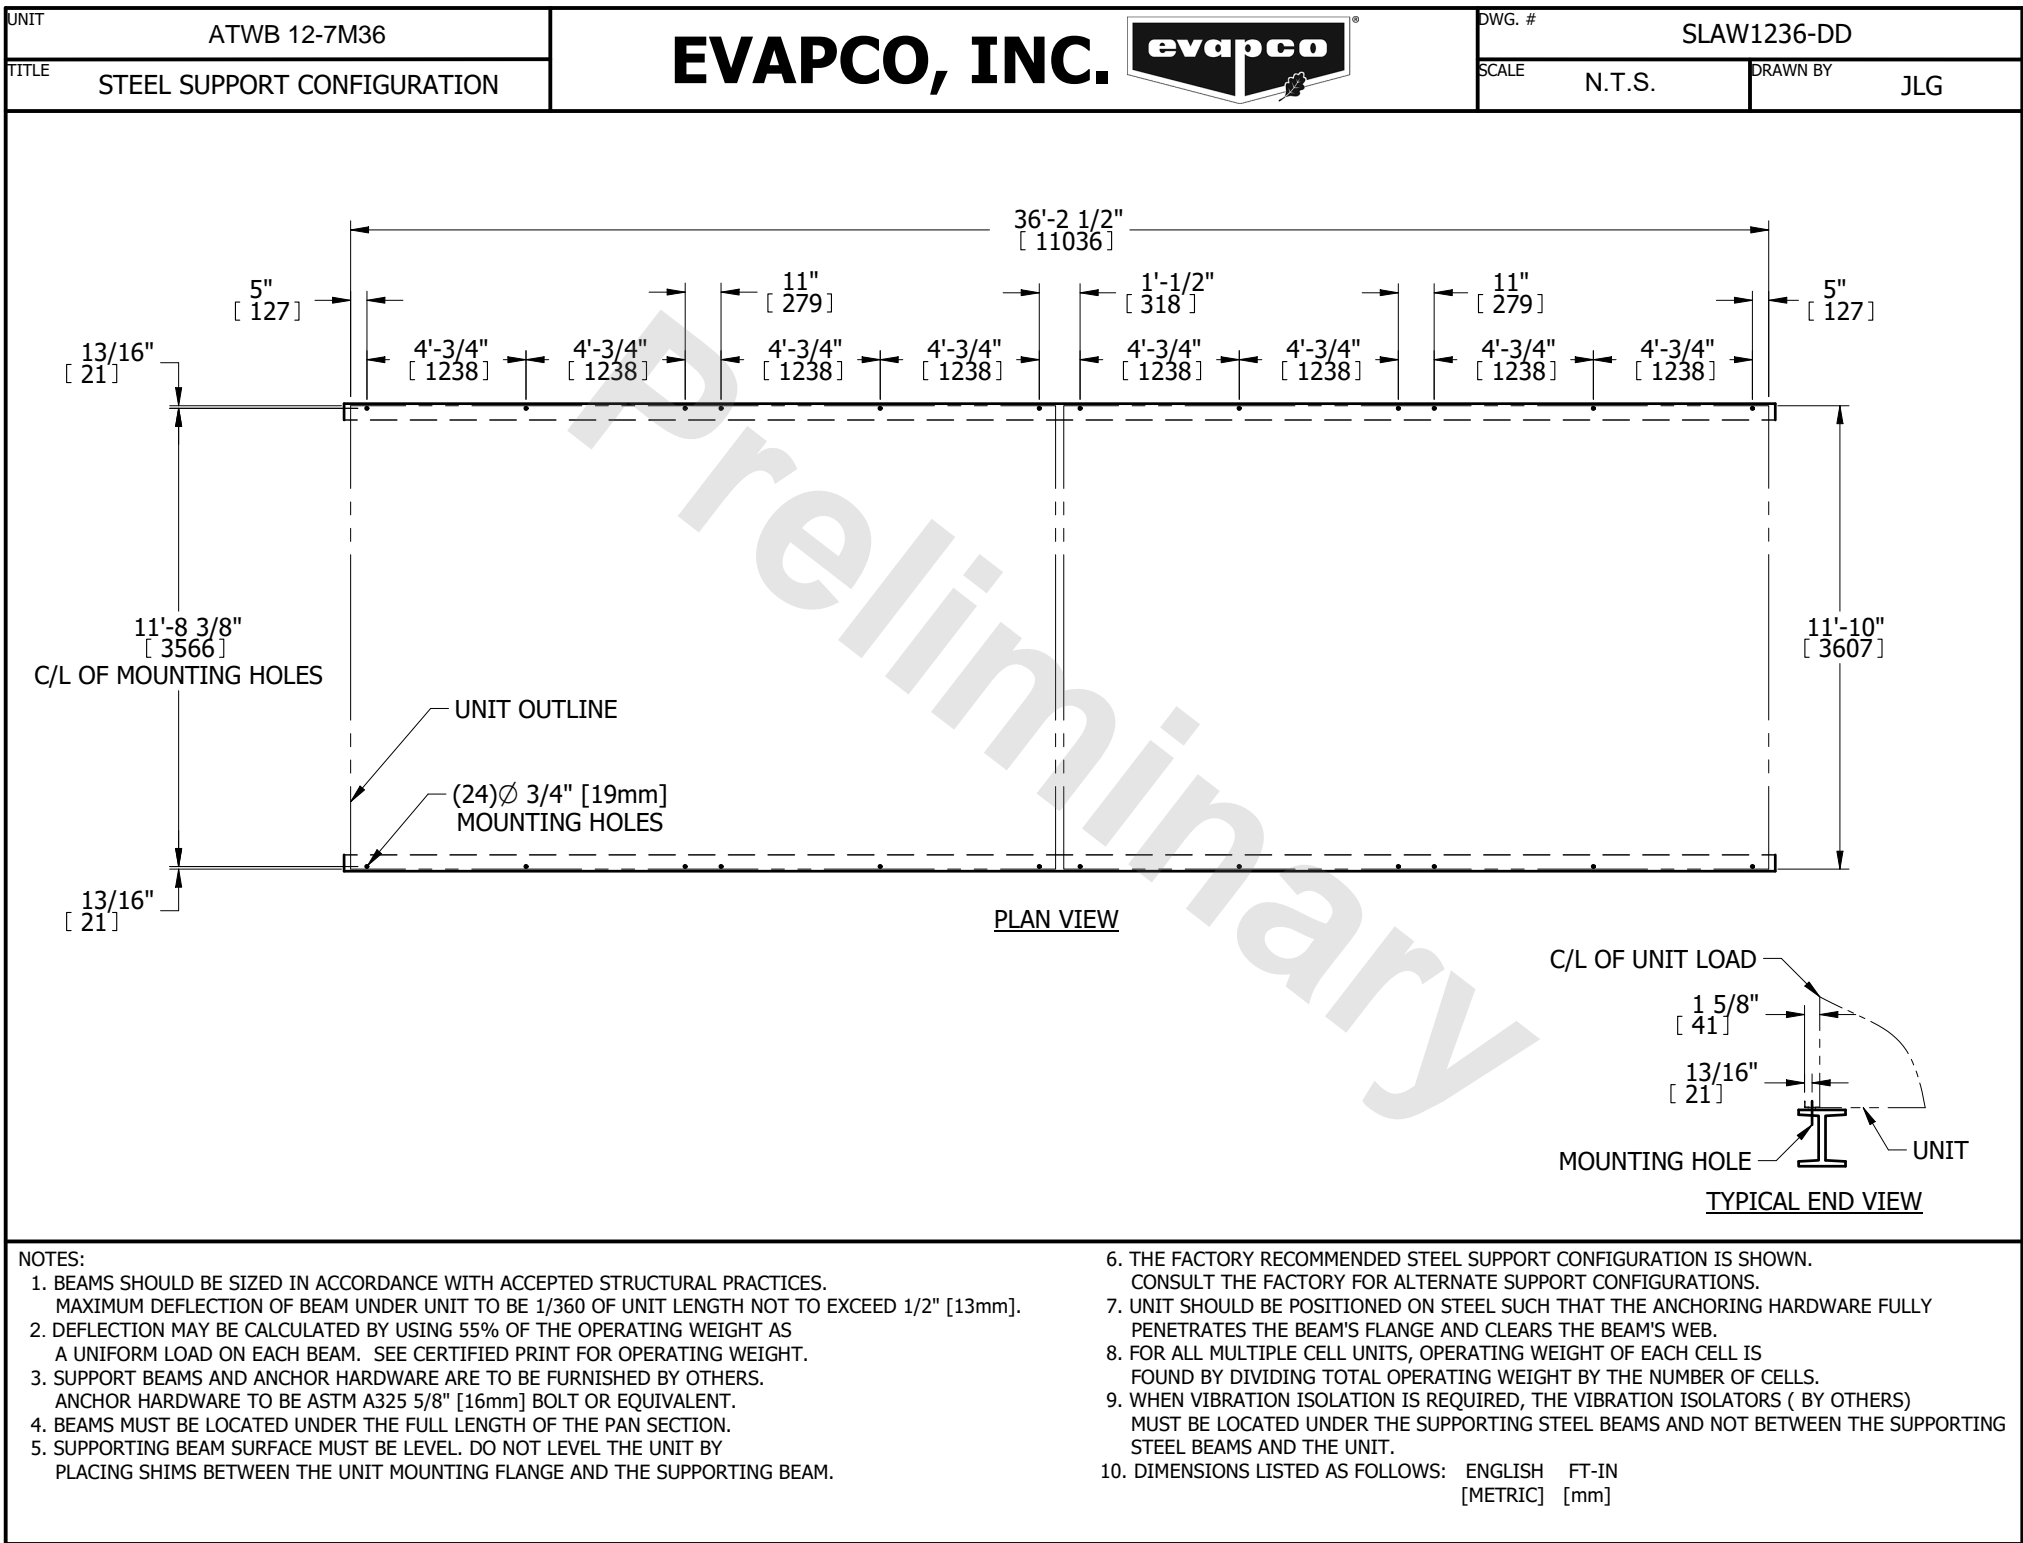 UNIT
ATWB 12-7M36
TITLE
STEEL SUPPORT CONFIGURATION
EVAPCO, INC.
evapco
®
DWG. #
SLAW1236-DD
SCALE
N.T.S.
DRAWN BY
JLG
36'-2 1/2"
[ 11036]
5"
[ 127]
11"
[ 279]
1'-1/2"
[ 318 ]
11"
[ 279]
5"
[ 127]
13/16"
[ 21]
4'-3/4"
[ 1238]
4'-3/4"
[ 1238]
4'-3/4"
[ 1238]
4'-3/4"
[ 1238]
4'-3/4"
[ 1238]
4'-3/4"
[ 1238]
4'-3/4"
[ 1238]
4'-3/4"
[ 1238]
11'-8 3/8"
[ 3566]
C/L OF MOUNTING HOLES
11'-10"
[ 3607]
UNIT OUTLINE
(24)∅ 3/4" [19mm]
MOUNTING HOLES
13/16"
[ 21]
PLAN VIEW
Preliminary
C/L OF UNIT LOAD
1 5/8"
[ 41]
13/16"
[ 21]
MOUNTING HOLE
UNIT
TYPICAL END VIEW
NOTES:
1. BEAMS SHOULD BE SIZED IN ACCORDANCE WITH ACCEPTED STRUCTURAL PRACTICES.
MAXIMUM DEFLECTION OF BEAM UNDER UNIT TO BE 1/360 OF UNIT LENGTH NOT TO EXCEED 1/2" [13mm].
2. DEFLECTION MAY BE CALCULATED BY USING 55% OF THE OPERATING WEIGHT AS
A UNIFORM LOAD ON EACH BEAM. SEE CERTIFIED PRINT FOR OPERATING WEIGHT.
3. SUPPORT BEAMS AND ANCHOR HARDWARE ARE TO BE FURNISHED BY OTHERS.
ANCHOR HARDWARE TO BE ASTM A325 5/8" [16mm] BOLT OR EQUIVALENT.
4. BEAMS MUST BE LOCATED UNDER THE FULL LENGTH OF THE PAN SECTION.
5. SUPPORTING BEAM SURFACE MUST BE LEVEL. DO NOT LEVEL THE UNIT BY
PLACING SHIMS BETWEEN THE UNIT MOUNTING FLANGE AND THE SUPPORTING BEAM.
6. THE FACTORY RECOMMENDED STEEL SUPPORT CONFIGURATION IS SHOWN.
CONSULT THE FACTORY FOR ALTERNATE SUPPORT CONFIGURATIONS.
7. UNIT SHOULD BE POSITIONED ON STEEL SUCH THAT THE ANCHORING HARDWARE FULLY
PENETRATES THE BEAM'S FLANGE AND CLEARS THE BEAM'S WEB.
8. FOR ALL MULTIPLE CELL UNITS, OPERATING WEIGHT OF EACH CELL IS
FOUND BY DIVIDING TOTAL OPERATING WEIGHT BY THE NUMBER OF CELLS.
9. WHEN VIBRATION ISOLATION IS REQUIRED, THE VIBRATION ISOLATORS ( BY OTHERS)
MUST BE LOCATED UNDER THE SUPPORTING STEEL BEAMS AND NOT BETWEEN THE SUPPORTING
STEEL BEAMS AND THE UNIT.
10. DIMENSIONS LISTED AS FOLLOWS: ENGLISH FT-IN
[METRIC] [mm]